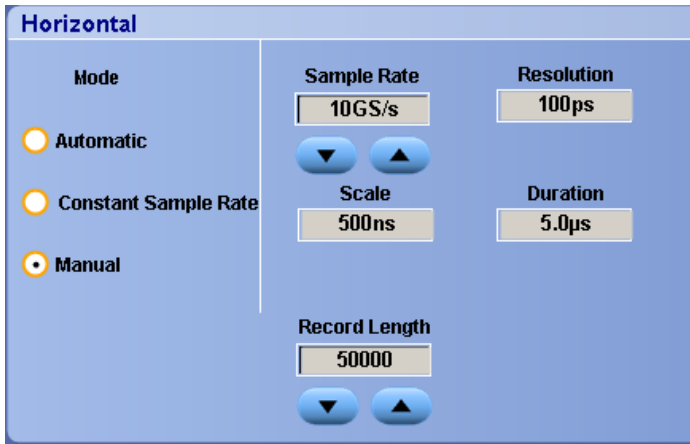 Horizontal
Mode
Automatic
Constant Sample Rate
Manual
Sample Rate
10GS/s
Resolution
100ps
Scale
500ns
Duration
5.0µs
Record Length
50000